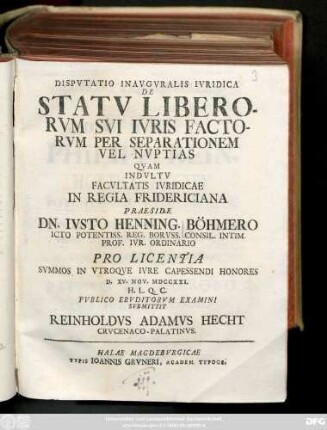 3
DISPVTATIO INAVGVRALIS IVRIDICA
DE
STATV LIBERO-
RVM SVI IVRIS FACTO-
RVM PER SEPARATIONEM
VEL NVPTIAS
QVAM
INDVLTV
FACVLTATIS IVRIDICAE
IN REGIA FRIDERICIANA
PRAESIDE
DN. IVSTO HENNING. BÖHMERO
ICTO POTENTISS. REG. BORVSS. CONSIL. INTIM.
PROF. IVR. ORDINARIO
PRO LICENTIA
SVMMOS IN VTROQVE IVRE CAPESSENDI HONORES
D. XV. NOV. MDCCXXI.
H. L. Q. C.
PVBLICO ERVDITORVM EXAMINI
SVBMITTIT
REINHOLDVS ADAMVS HECHT
CRVCENACO-PALATINVS.
HALAE MAGDEBVRGICAE
TYPIS IOANNIS GRVNERI, ACADEM. TYPOGR.
DFG